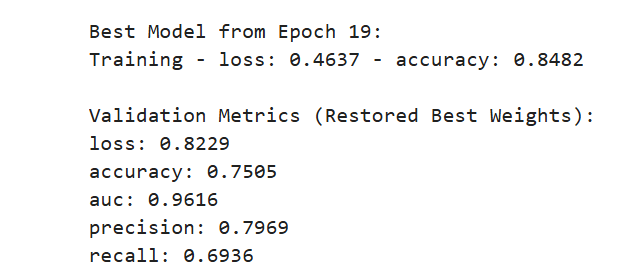 Best Model from Epoch 19:
Training - loss: 0.4637 - accuracy: 0.8482
Validation Metrics (Restored Best Weights):
loss: 0.8229
accuracy: 0.7505
auc: 0.9616
precision: 0.7969
recall: 0.6936